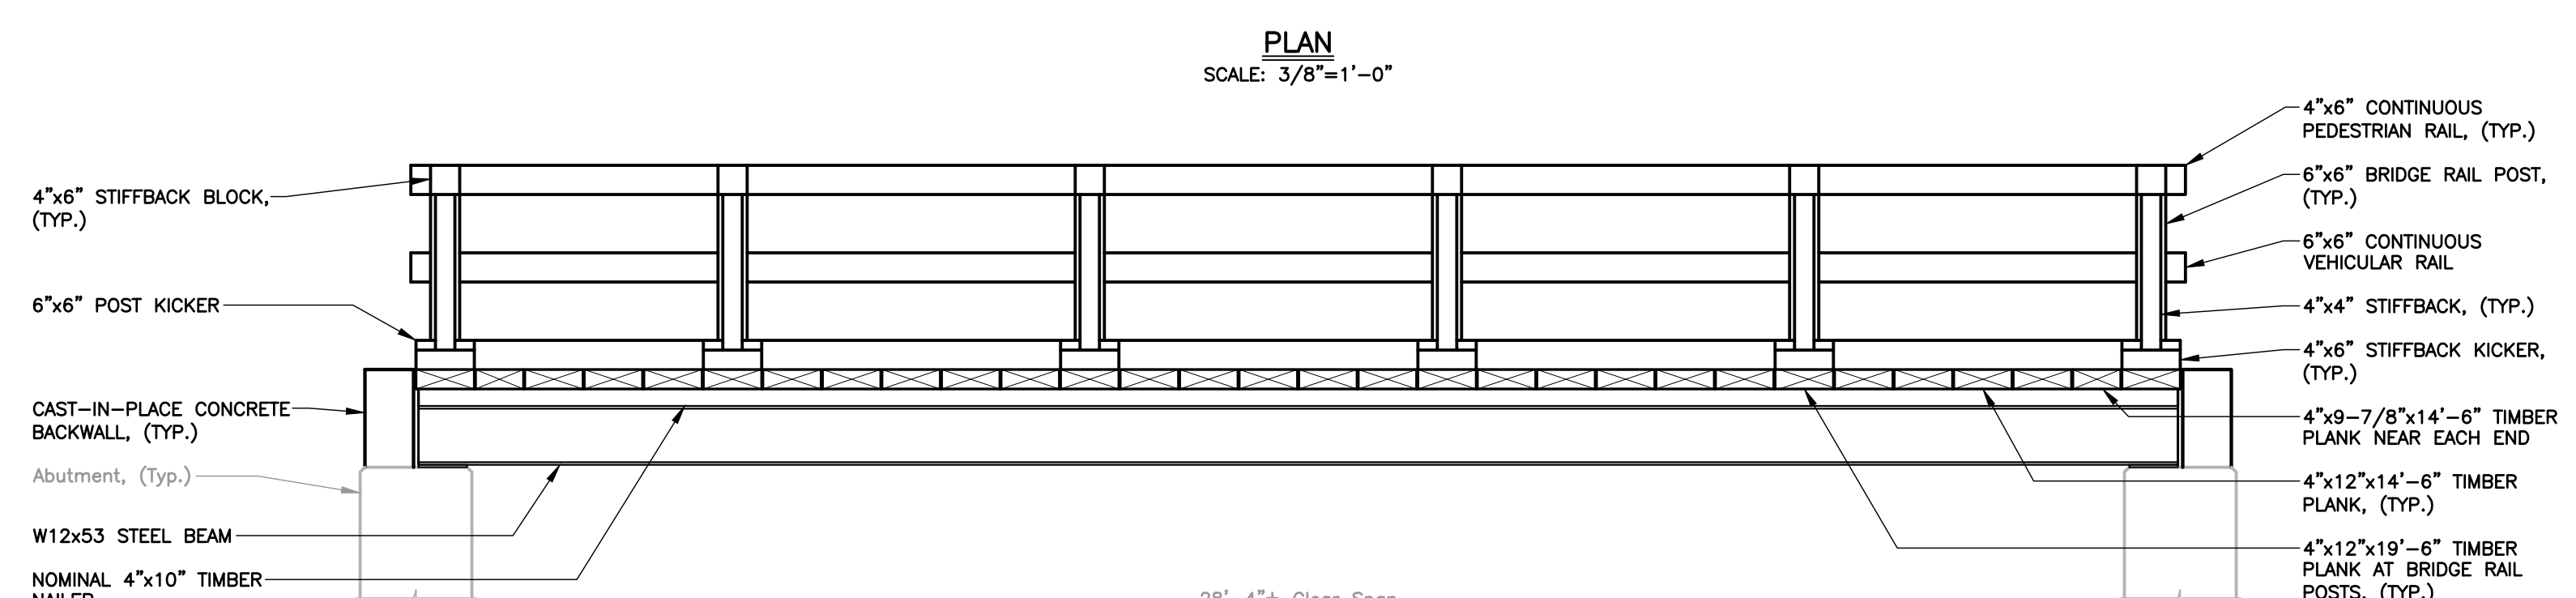 PLAN
SCALE: 3/8"=1'-0"
4"x6" STIFFBACK BLOCK,
(TYP.)
6"x6" POST KICKER
CAST-IN-PLACE CONCRETE
BACKWALL, (TYP.)
Abutment, (Typ.)
W12x53 STEEL BEAM
NOMINAL 4"x10" TIMBER
NAILER
4"x6" CONTINUOUS
PEDESTRIAN RAIL, (TYP.)
6"x6" BRIDGE RAIL POST,
(TYP.)
6"x6" CONTINUOUS
VEHICULAR RAIL
4"x4" STIFFBACK, (TYP.)
4"x6" STIFFBACK KICKER,
(TYP.)
4"x9-7/8"x14'-6" TIMBER
PLANK NEAR EACH END
4"x12"x14'-6" TIMBER
PLANK, (TYP.)
4"x12"x19'-6" TIMBER
PLANK AT BRIDGE RAIL
POSTS, (TYP.)
Clear Span